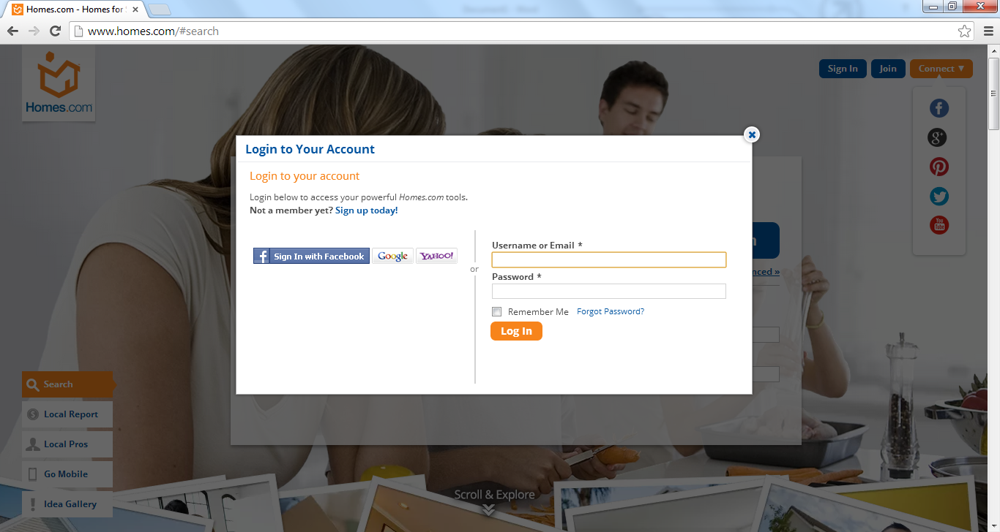 Homes.com - Homes for
www.homes.com/#search
Homes.com
Sign In
Join
Connect ▼
Login to Your Account
Login to your account
Login below to access your powerful Homes.com tools.
Not a member yet? Sign up today!
Sign In with Facebook
Google
YAHOO!
or
Username or Email *
Password *
Remember Me
Forgot Password?
Log In
»
You
Tube
Search
Local Report
Local Pros
Go Mobile
Idea Gallery
Scroll & Explore